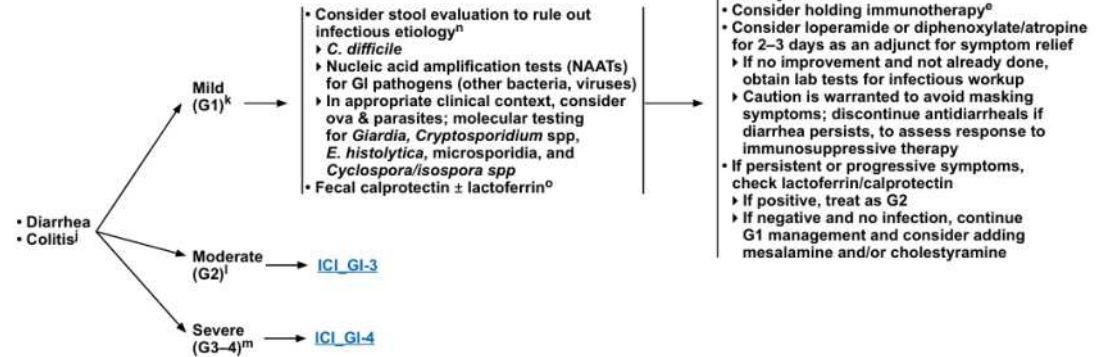 • Diarrhea
• Colitisʲ
Mild
(G1)ᵏ
• Consider stool evaluation to rule out
infectious etiologyⁿ
▸ C. difficile
▸ Nucleic acid amplification tests (NAATs)
for GI pathogens (other bacteria, viruses)
▸ In appropriate clinical context, consider
ova & parasites; molecular testing
for Giardia, Cryptosporidium spp,
E. histolytica, microsporidia, and
Cyclospora/isospora spp
• Fecal calprotectin ± lactoferrinᵒ
• Consider holding immunotherapyᵉ
• Consider loperamide or diphenoxylate/atropine
for 2–3 days as an adjunct for symptom relief
▸ If no improvement and not already done,
obtain lab tests for infectious workup
▸ Caution is warranted to avoid masking
symptoms; discontinue antidiarrheals if
diarrhea persists, to assess response to
immunosuppressive therapy
• If persistent or progressive symptoms,
check lactoferrin/calprotectin
▸ If positive, treat as G2
▸ If negative and no infection, continue
G1 management and consider adding
mesalamine and/or cholestyramine
Moderate
(G2)ˡ
ICI_GI-3
Severe
(G3–4)ᵐ
ICI_GI-4